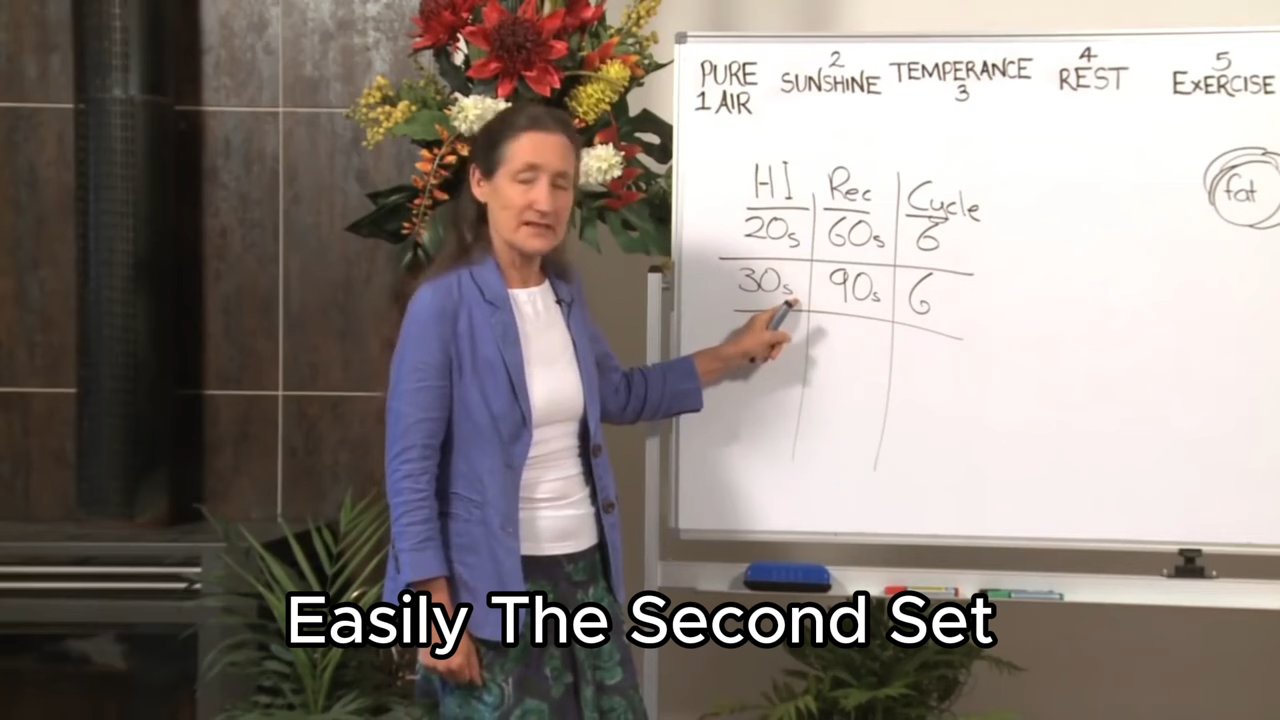 PURE
1 AIR
2
SUNSHINE
TEMPERANCE
3
4
REST
5
EXERCISE
fat
HI Rec Cycle
20s 60s 6
30s 90s 6
Easily The Second Set